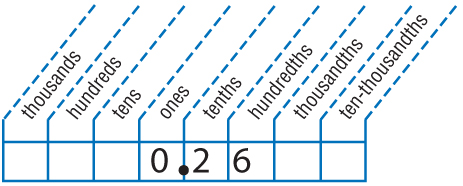 thousands
hundreds
tens
ones
tenths
hundredths
thousandths
ten-thousandths
0.26